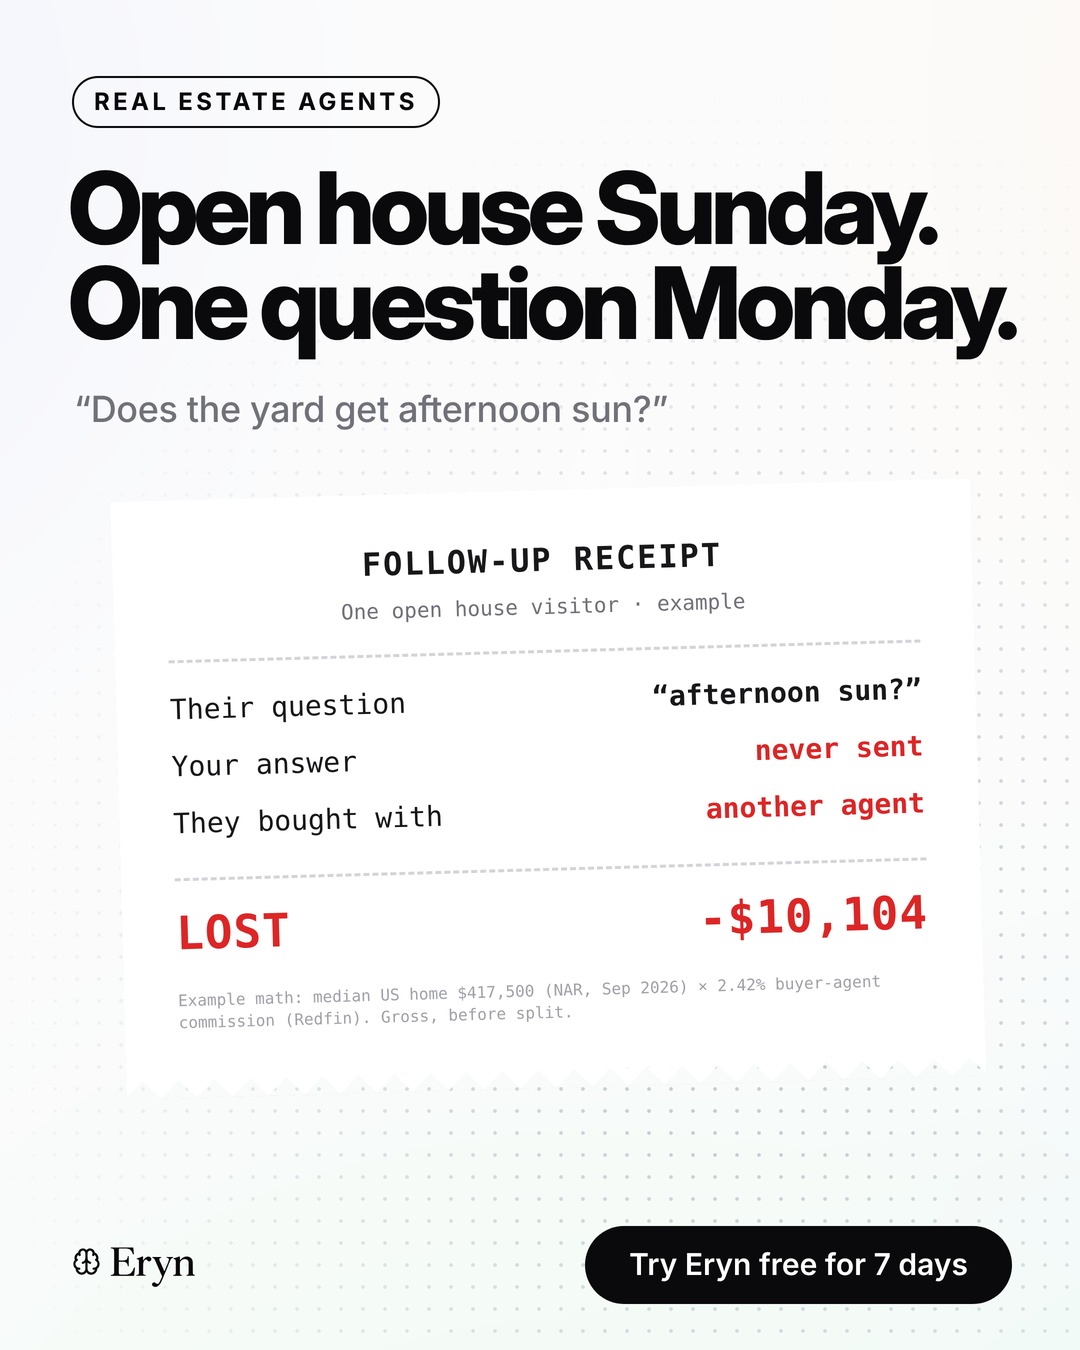 REAL ESTATE AGENTS
Open house Sunday.
One question Monday.
“Does the yard get afternoon sun?”
FOLLOW-UP RECEIPT
One open house visitor · example
Their question “afternoon sun?”
Your answer never sent
They bought with another agent
LOST -$10,104
Example math: median US home $417,500 (NAR, Sep 2026) × 2.42% buyer-agent
commission (Redfin). Gross, before split.
Eryn
Try Eryn free for 7 days